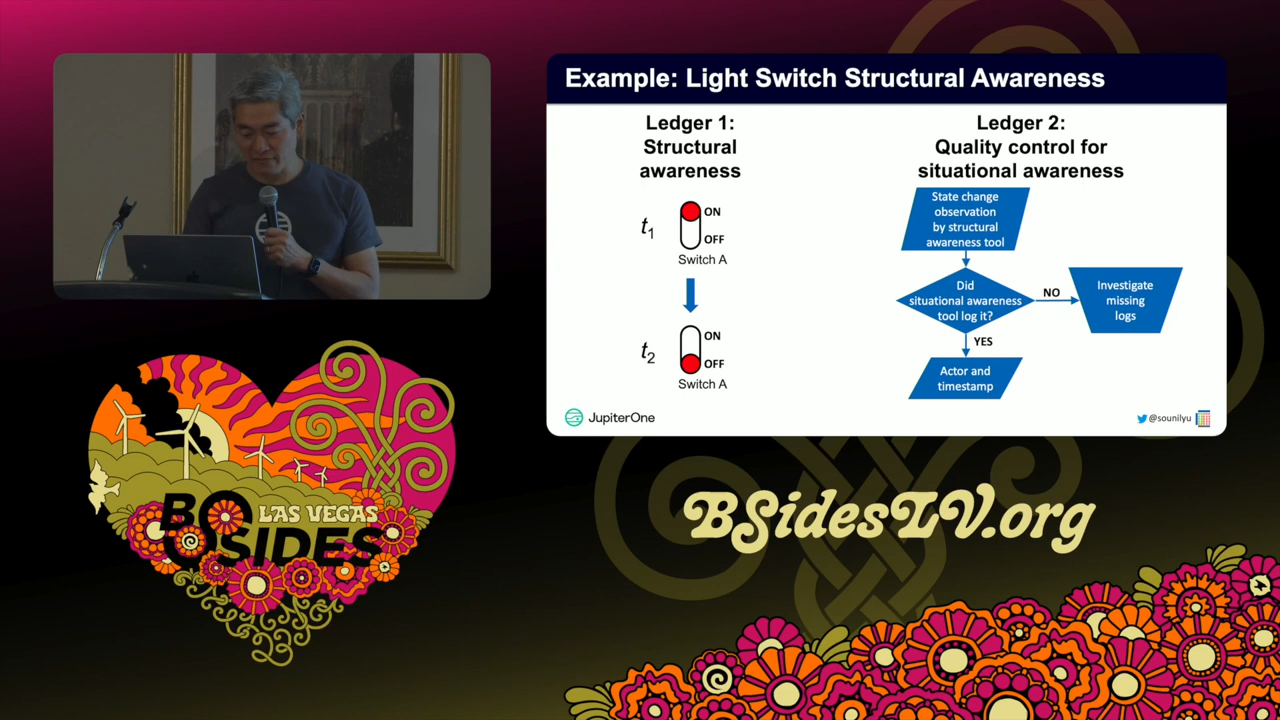 Example: Light Switch Structural Awareness
Ledger 1:
Structural
awareness
t1
ON
OFF
Switch A
t2
ON
OFF
Switch A
Ledger 2:
Quality control for
situational awareness
State change
observation
by structural
awareness tool
Did
situational awareness
tool log it?
NO
Investigate
missing
logs
YES
Actor and
timestamp
JupiterOne
@sounilyu
LAS VEGAS
BSIDES
23
BSidesLV.org